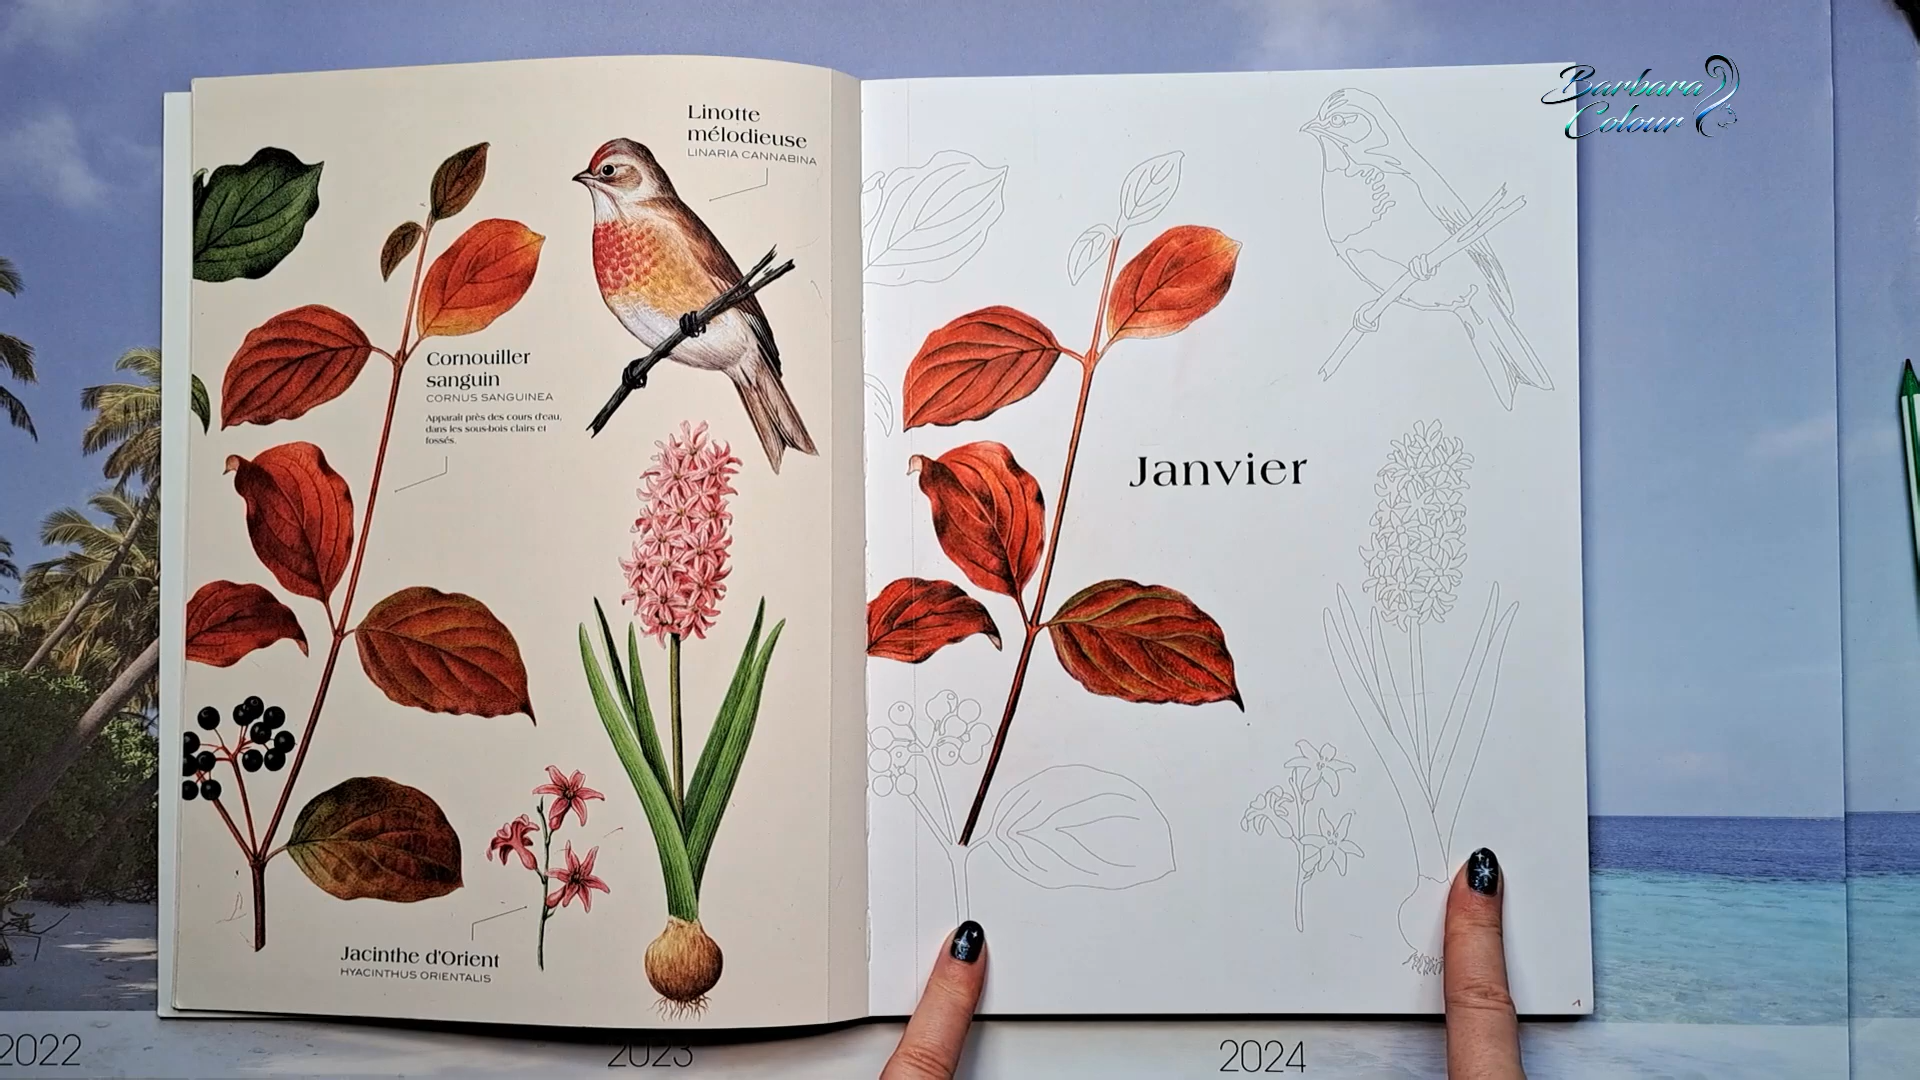 Linotte
mélodieuse
LINARIA CANNABINA
Cornouiller
sanguin
CORNUS SANGUINEA
Apparaît près des cours d'eau,
dans les sous-bois clairs et
fossés.
Jacinthe d'Orient
HYACINTHUS ORIENTALIS
Janvier
Barbara
Colour
2022
2023
2024